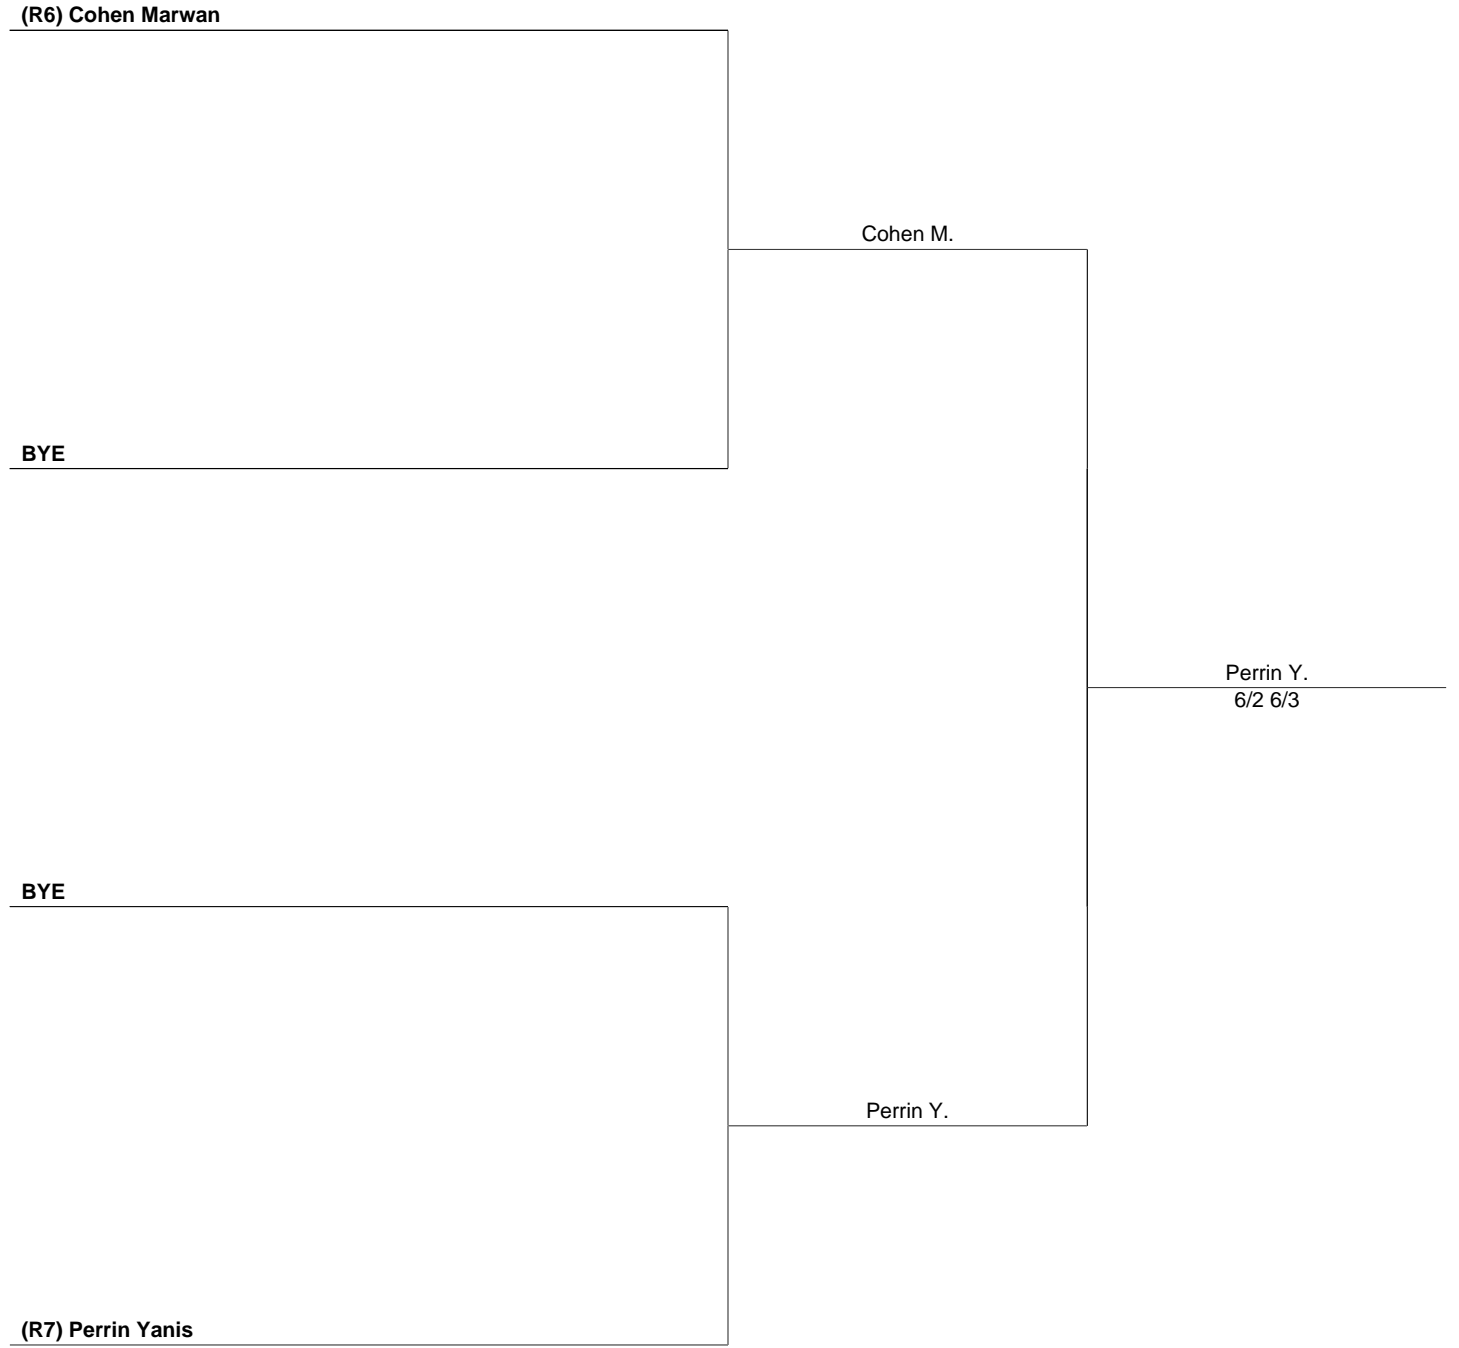 (R6) Cohen Marwan
Cohen M.
BYE
Perrin Y.
6/2 6/3
BYE
Perrin Y.
(R7) Perrin Yanis